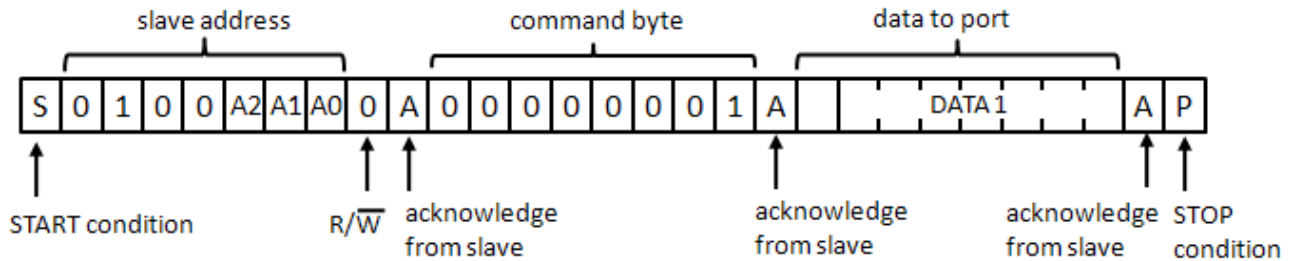 slave address command byte data to port
S 0 1 0 0 A2 A1 A0 0 A 0 0 0 0 0 0 0 1 A DATA 1 A P
START condition R/W̅ acknowledge from slave acknowledge from slave acknowledge from slave STOP condition